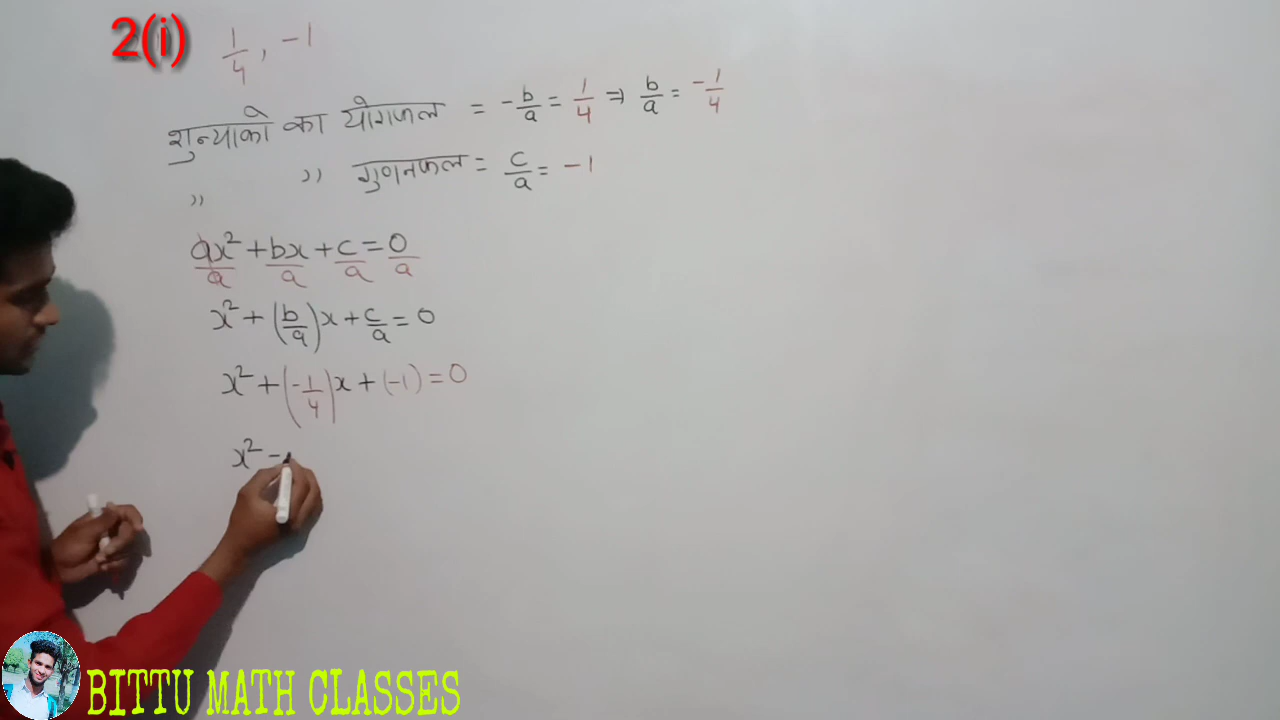 2(i) 1/4, -1
शुन्याको का योगफल = -b/a = 1/4 ⇒ b/a = -1/4
,, ,, गुणनफल = c/a = -1
ax²/a + bx/a + c/a = 0/a
x² + (b/a)x + c/a = 0
x² + (-1/4)x + (-1) = 0
x² -
BITTU MATH CLASSES